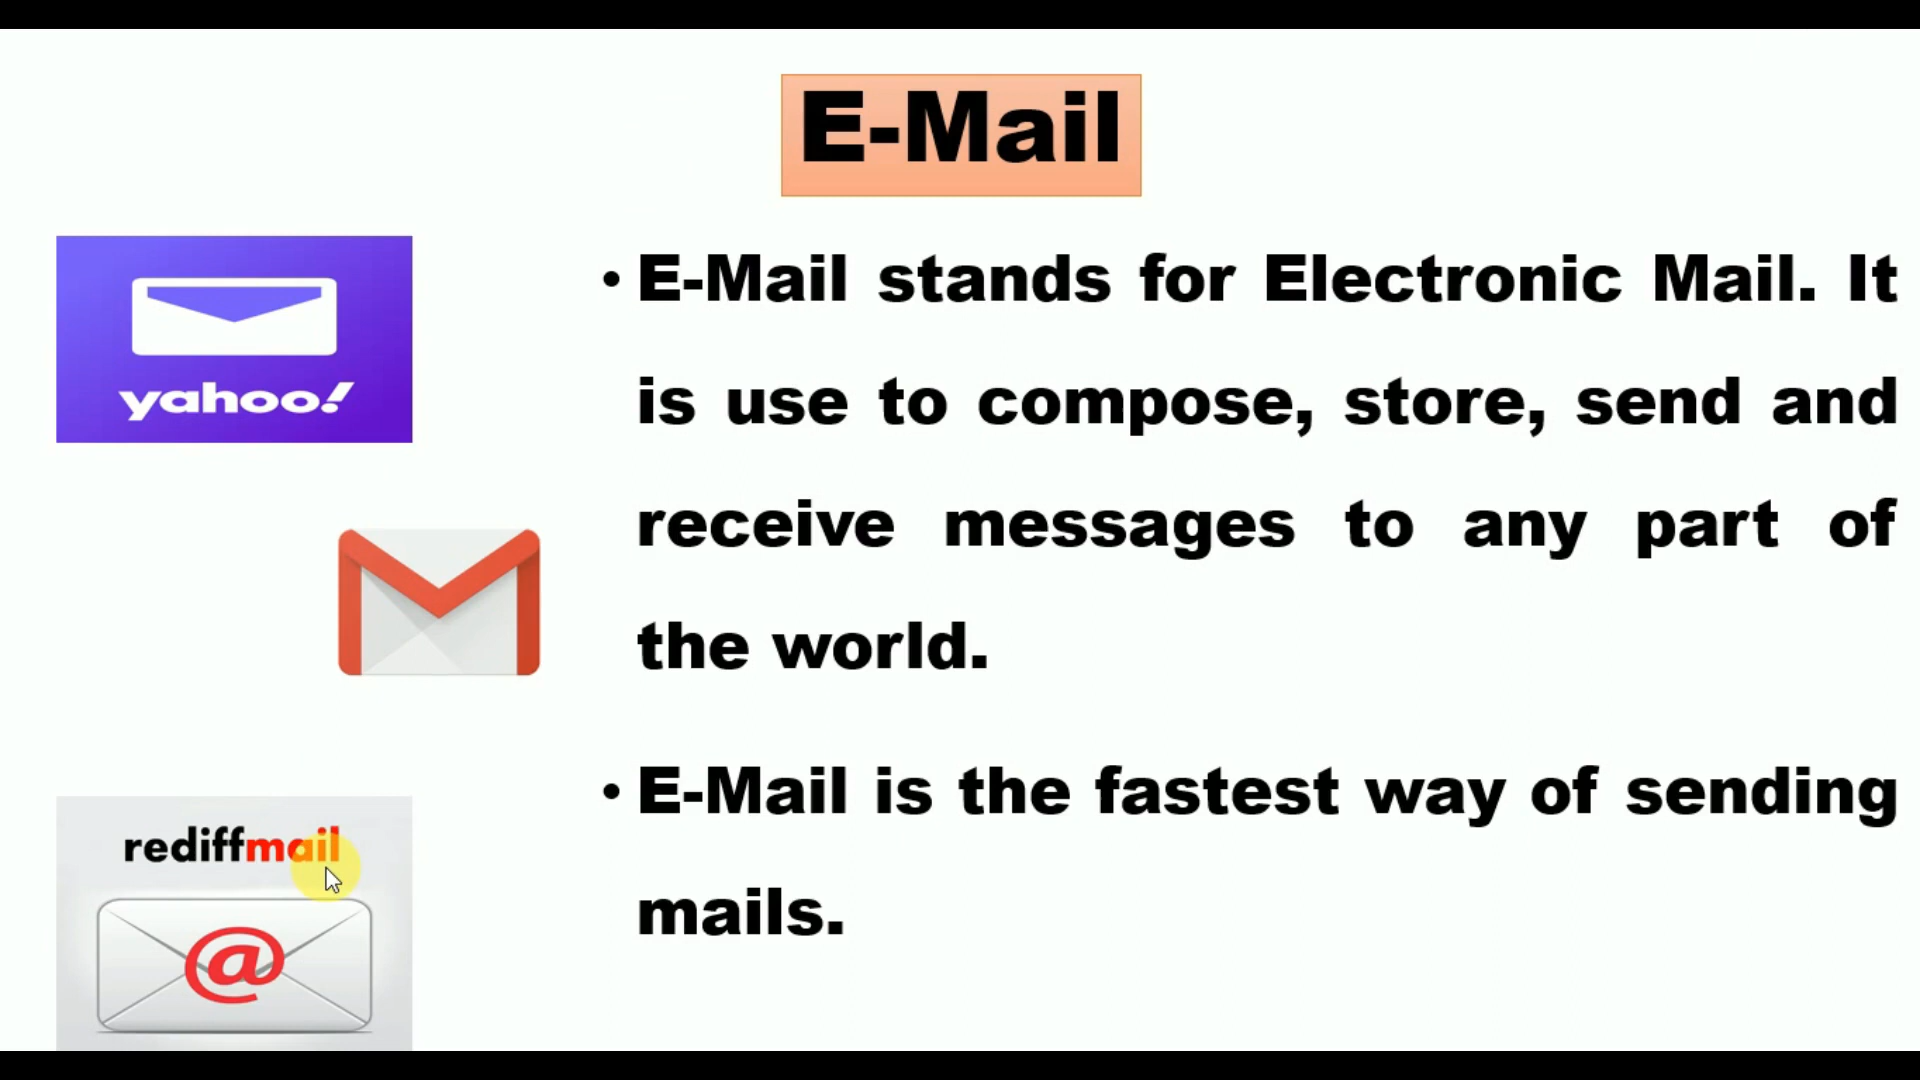 E-Mail
yahoo!
• E-Mail stands for Electronic Mail. It
is use to compose, store, send and
receive messages to any part of
the world.
• E-Mail is the fastest way of sending
mails.
rediffmail
@